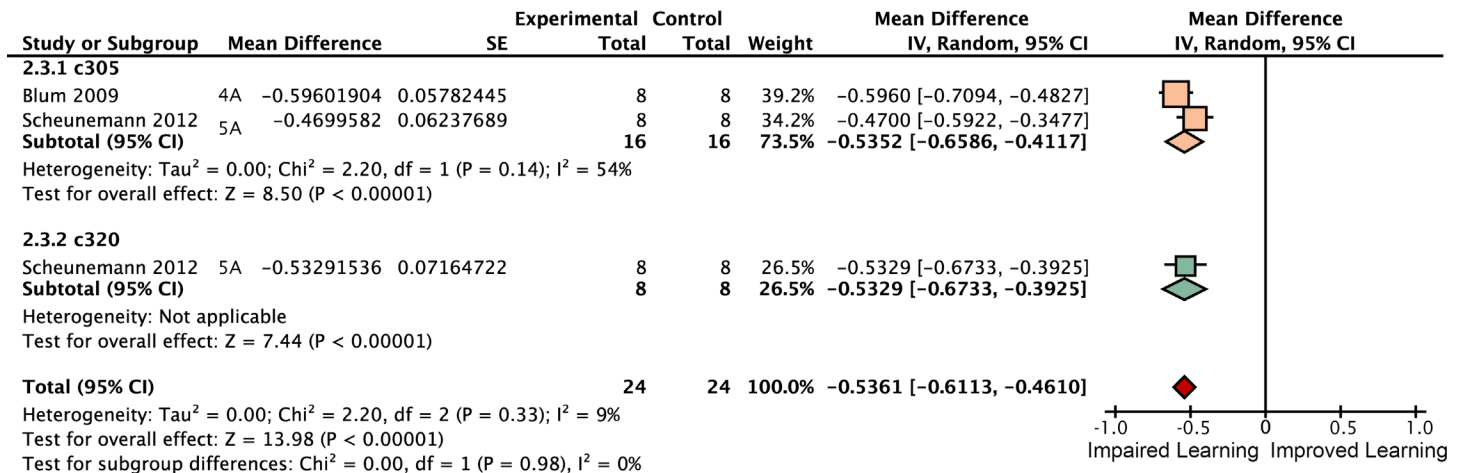 Experimental Control Mean Difference Mean Difference
Study or Subgroup Mean Difference SE Total Total Weight IV, Random, 95% CI IV, Random, 95% CI
2.3.1 c305
Blum 2009 4A −0.59601904 0.05782445 8 8 39.2% −0.5960 [−0.7094, −0.4827]
Scheunemann 2012 5A −0.4699582 0.06237689 8 8 34.2% −0.4700 [−0.5922, −0.3477]
Subtotal (95% CI) 16 16 73.5% −0.5352 [−0.6586, −0.4117]
Heterogeneity: Tau² = 0.00; Chi² = 2.20, df = 1 (P = 0.14); I² = 54%
Test for overall effect: Z = 8.50 (P < 0.00001)
2.3.2 c320
Scheunemann 2012 5A −0.53291536 0.07164722 8 8 26.5% −0.5329 [−0.6733, −0.3925]
Subtotal (95% CI) 8 8 26.5% −0.5329 [−0.6733, −0.3925]
Heterogeneity: Not applicable
Test for overall effect: Z = 7.44 (P < 0.00001)
Total (95% CI) 24 24 100.0% −0.5361 [−0.6113, −0.4610]
Heterogeneity: Tau² = 0.00; Chi² = 2.20, df = 2 (P = 0.33); I² = 9%
Test for overall effect: Z = 13.98 (P < 0.00001)
Test for subgroup differences: Chi² = 0.00, df = 1 (P = 0.98), I² = 0%
-1.0 -0.5 0 0.5 1.0
Impaired Learning Improved Learning